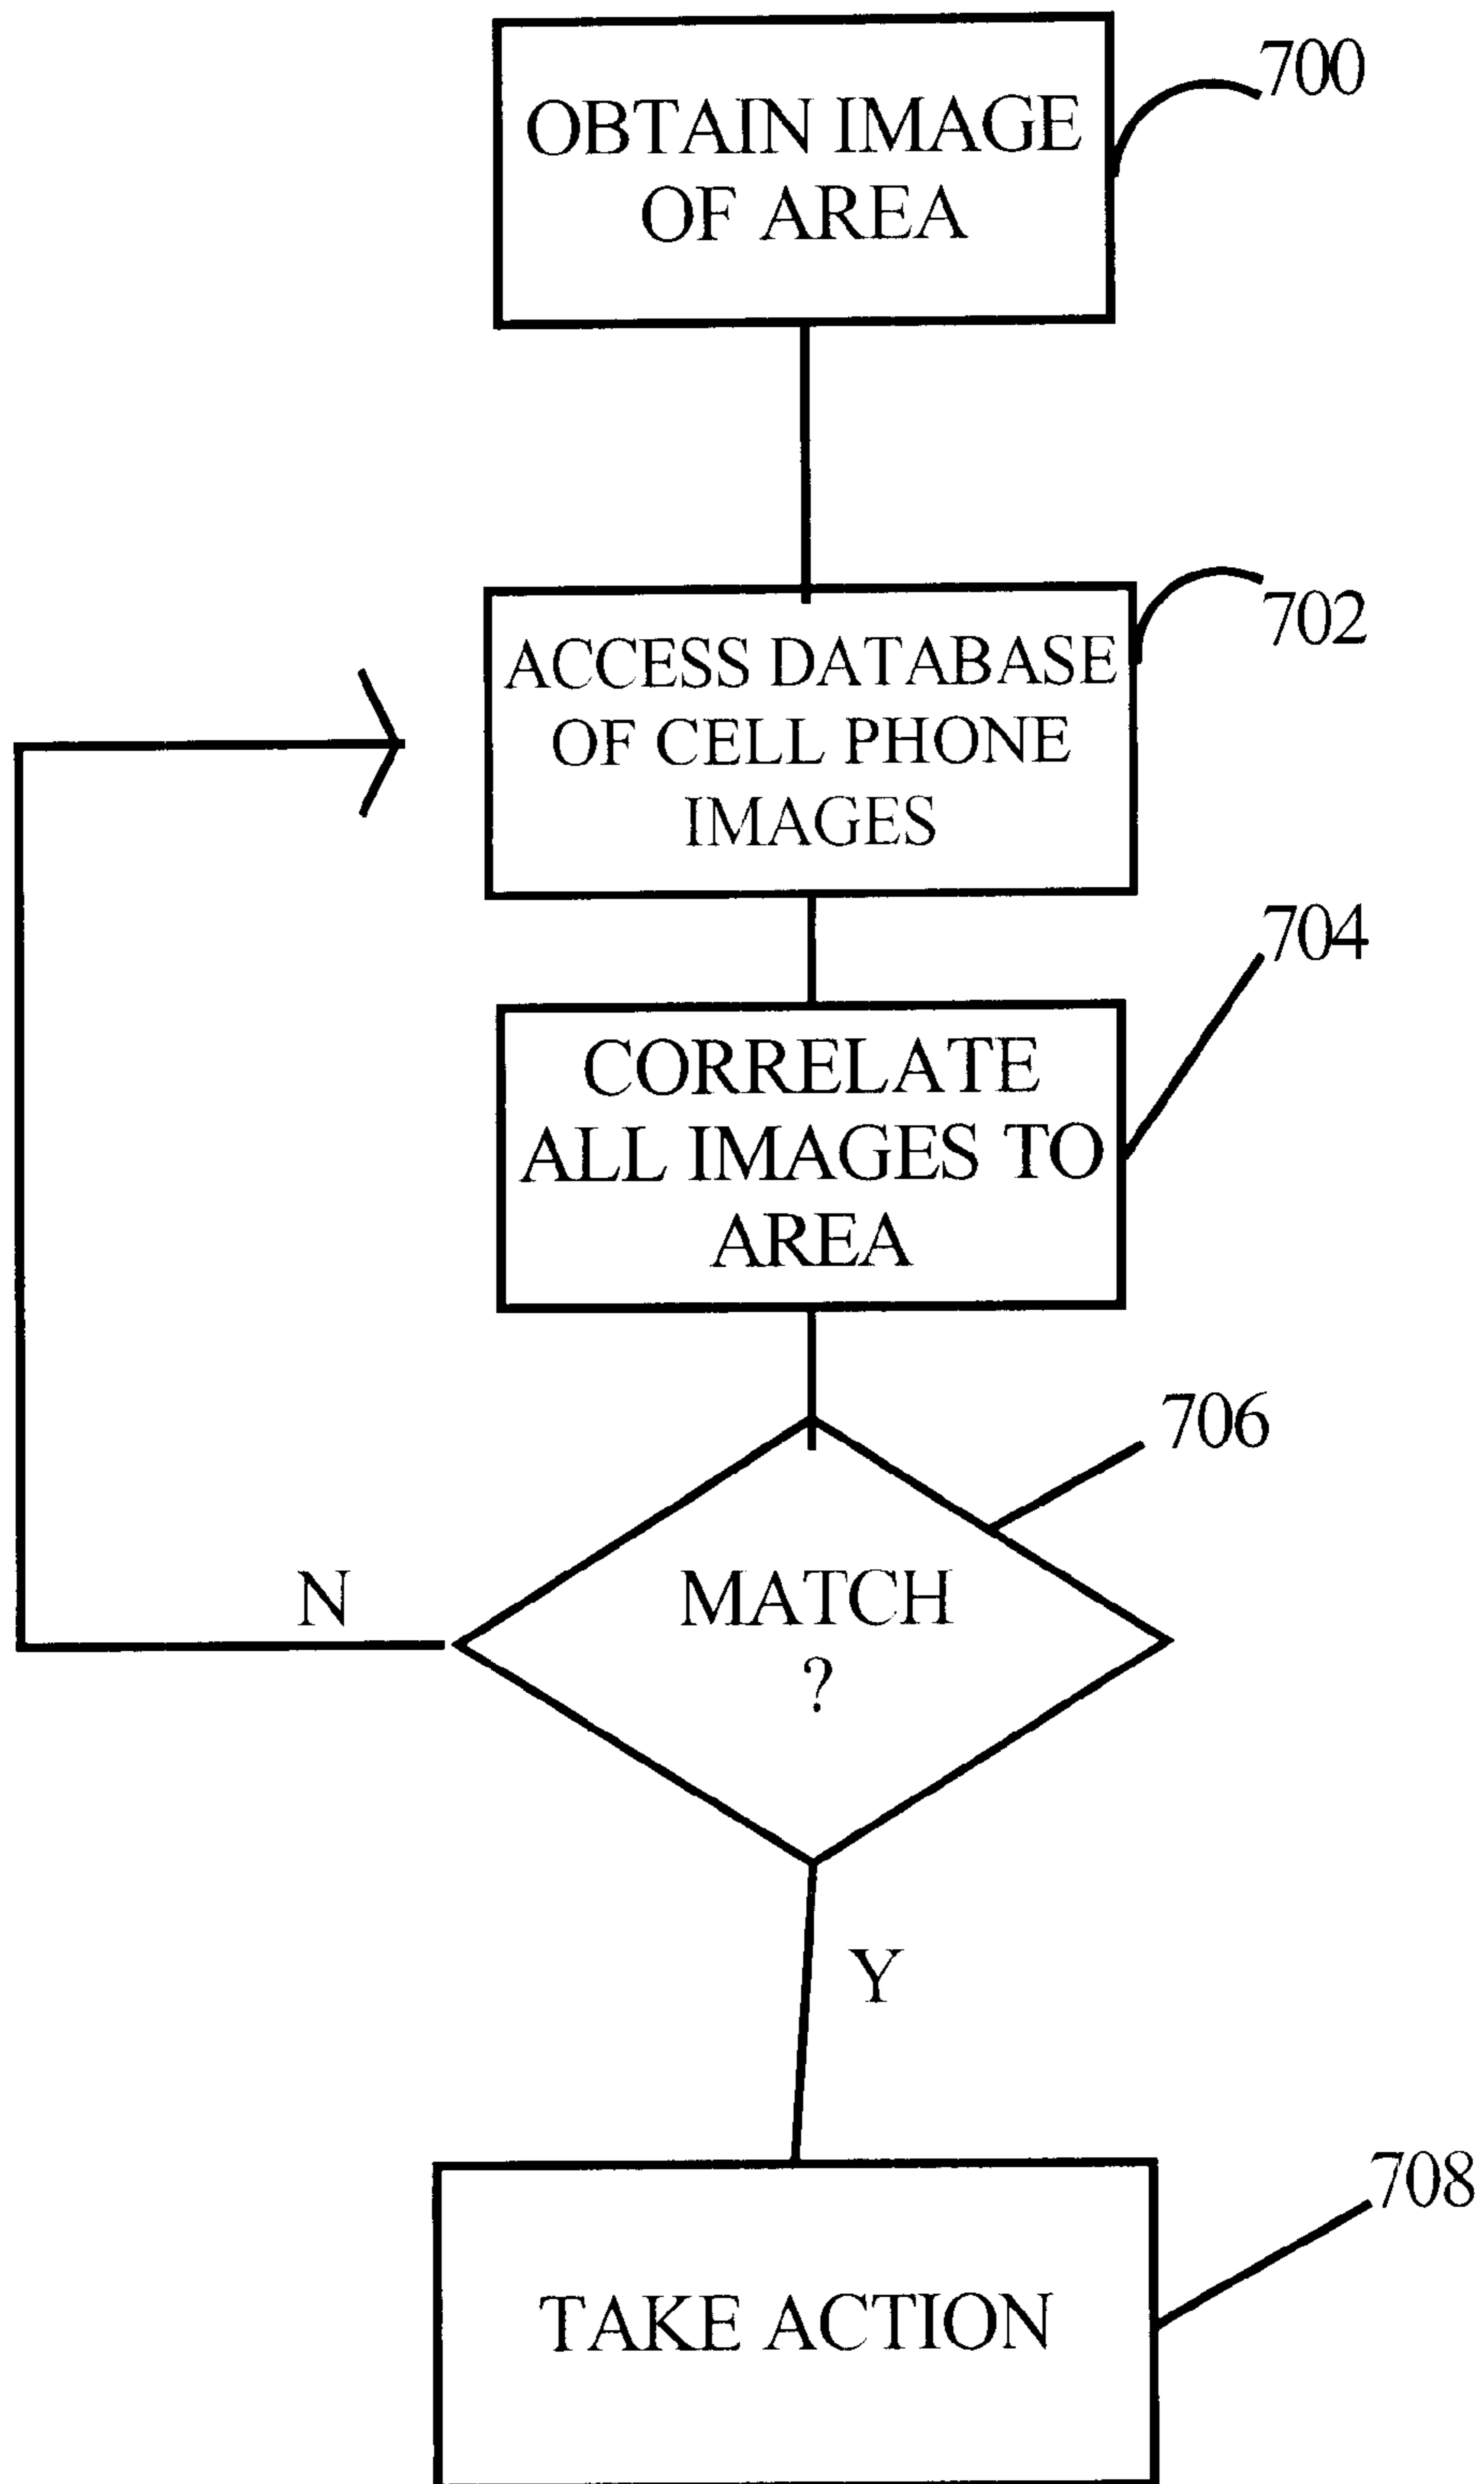 700
OBTAIN IMAGE
OF AREA
702
ACCESS DATABASE
OF CELL PHONE
IMAGES
704
CORRELATE
ALL IMAGES TO
AREA
706
MATCH
?
N
Y
708
TAKE ACTION